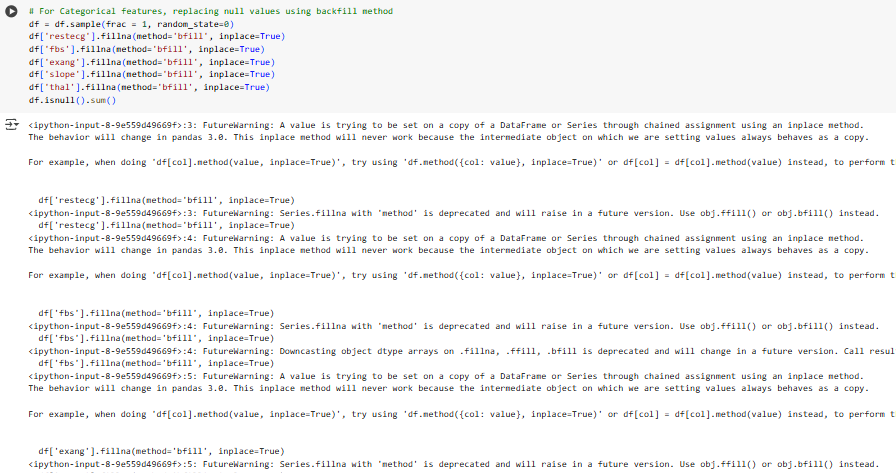 # For Categorical features, replacing null values using backfill method
df = df.sample(frac = 1, random_state=0)
df['restecg'].fillna(method='bfill', inplace=True)
df['fbs'].fillna(method='bfill', inplace=True)
df['exang'].fillna(method='bfill', inplace=True)
df['slope'].fillna(method='bfill', inplace=True)
df['thal'].fillna(method='bfill', inplace=True)
df.isnull().sum()
<ipython-input-8-9e559d49669f>:3: FutureWarning: A value is trying to be set on a copy of a DataFrame or Series through chained assignment using an inplace method.
The behavior will change in pandas 3.0. This inplace method will never work because the intermediate object on which we are setting values always behaves as a copy.
For example, when doing 'df[col].method(value, inplace=True)', try using 'df.method({col: value}, inplace=True)' or df[col] = df[col].method(value) instead, to perform t
df['restecg'].fillna(method='bfill', inplace=True)
<ipython-input-8-9e559d49669f>:3: FutureWarning: Series.fillna with 'method' is deprecated and will raise in a future version. Use obj.ffill() or obj.bfill() instead.
df['restecg'].fillna(method='bfill', inplace=True)
<ipython-input-8-9e559d49669f>:4: FutureWarning: A value is trying to be set on a copy of a DataFrame or Series through chained assignment using an inplace method.
The behavior will change in pandas 3.0. This inplace method will never work because the intermediate object on which we are setting values always behaves as a copy.
For example, when doing 'df[col].method(value, inplace=True)', try using 'df.method({col: value}, inplace=True)' or df[col] = df[col].method(value) instead, to perform t
df['fbs'].fillna(method='bfill', inplace=True)
<ipython-input-8-9e559d49669f>:4: FutureWarning: Series.fillna with 'method' is deprecated and will raise in a future version. Use obj.ffill() or obj.bfill() instead.
df['fbs'].fillna(method='bfill', inplace=True)
<ipython-input-8-9e559d49669f>:4: FutureWarning: Downcasting object dtype arrays on .fillna, .ffill, .bfill is deprecated and will change in a future version. Call resul
df['fbs'].fillna(method='bfill', inplace=True)
<ipython-input-8-9e559d49669f>:5: FutureWarning: A value is trying to be set on a copy of a DataFrame or Series through chained assignment using an inplace method.
The behavior will change in pandas 3.0. This inplace method will never work because the intermediate object on which we are setting values always behaves as a copy.
For example, when doing 'df[col].method(value, inplace=True)', try using 'df.method({col: value}, inplace=True)' or df[col] = df[col].method(value) instead, to perform t
df['exang'].fillna(method='bfill', inplace=True)
<ipython-input-8-9e559d49669f>:5: FutureWarning: Series.fillna with 'method' is deprecated and will raise in a future version. Use obj.ffill() or obj.bfill() instead.